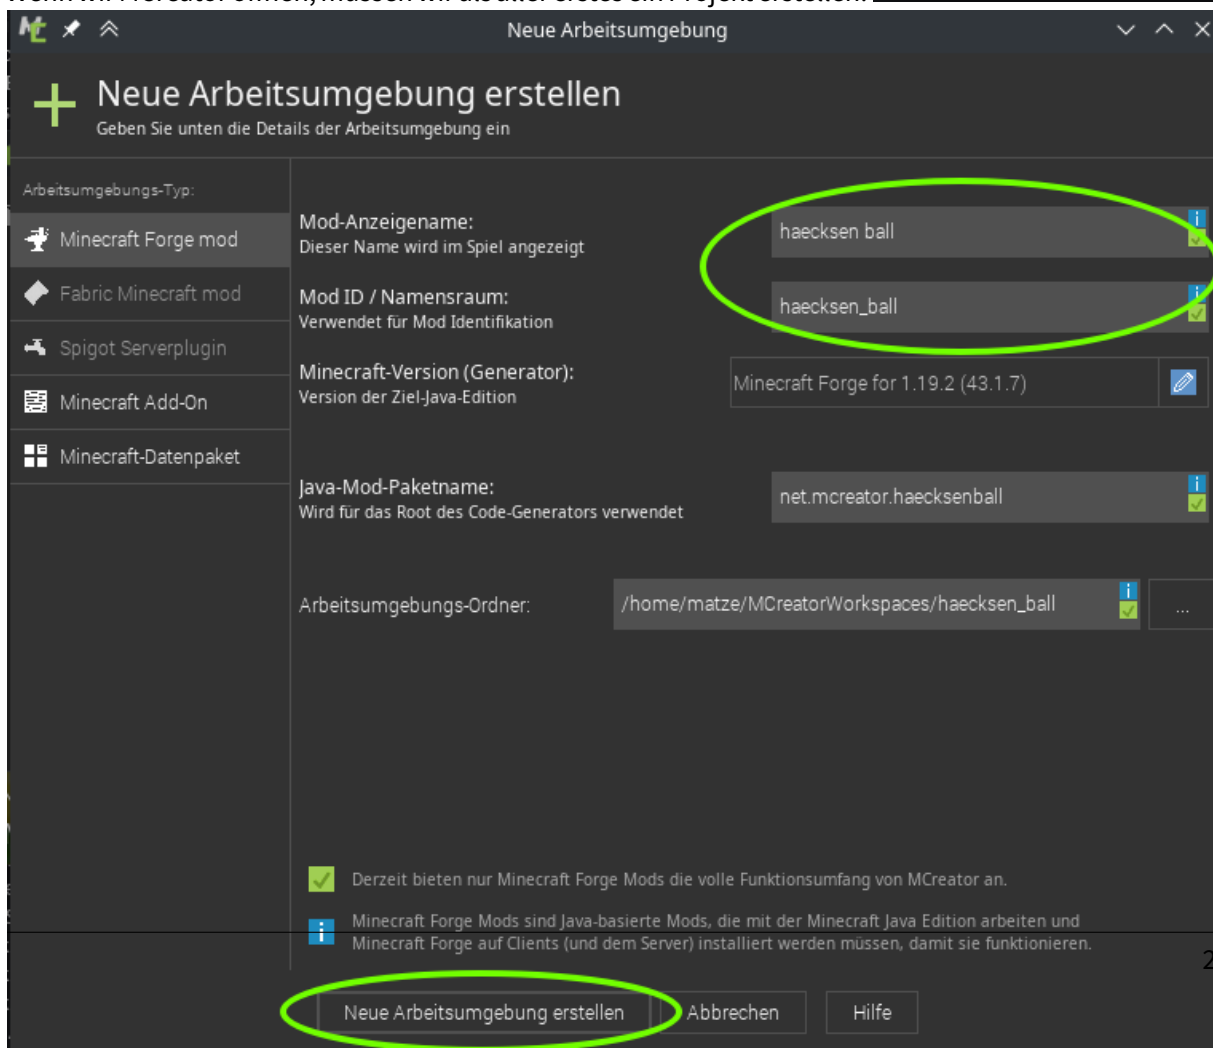 Neue Arbeitsumgebung
Neue Arbeitsumgebung erstellen
Geben Sie unten die Details der Arbeitsumgebung ein
Arbeitsumgebungs-Typ:
Minecraft Forge mod
Fabric Minecraft mod
Spigot Serverplugin
Minecraft Add-On
Minecraft-Datenpaket
Mod-Anzeigename:
Dieser Name wird im Spiel angezeigt
haecksen ball
Mod ID / Namensraum:
Verwendet für Mod Identifikation
haecksen_ball
Minecraft-Version (Generator):
Version der Ziel-Java-Edition
Minecraft Forge for 1.19.2 (43.1.7)
Java-Mod-Paketname:
Wird für das Root des Code-Generators verwendet
net.mcreator.haecksenball
Arbeitsumgebungs-Ordner:
/home/matze/MCreatorWorkspaces/haecksen_ball
...
Derzeit bieten nur Minecraft Forge Mods die volle Funktionsumfang von MCreator an.
Minecraft Forge Mods sind Java-basierte Mods, die mit der Minecraft Java Edition arbeiten und
Minecraft Forge auf Clients (und dem Server) installiert werden müssen, damit sie funktionieren.
2
Neue Arbeitsumgebung erstellen
Abbrechen
Hilfe